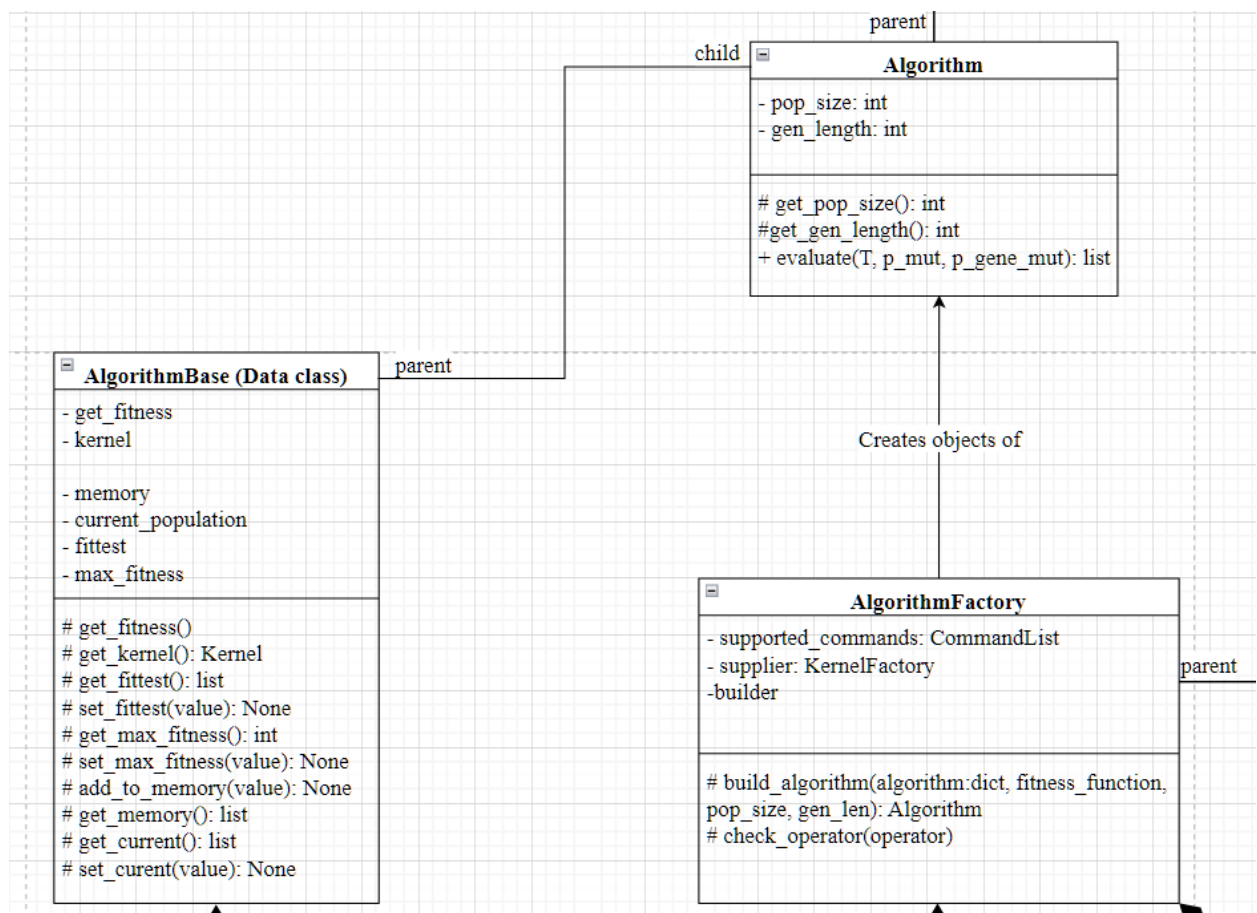 parent
child
Algorithm
- pop_size: int
- gen_length: int
# get_pop_size(): int
#get_gen_length(): int
+ evaluate(T, p_mut, p_gene_mut): list
parent
AlgorithmBase (Data class)
- get_fitness
- kernel
- memory
- current_population
- fittest
- max_fitness
# get_fitness()
# get_kernel(): Kernel
# get_fittest(): list
# set_fittest(value): None
# get_max_fitness(): int
# set_max_fitness(value): None
# add_to_memory(value): None
# get_memory(): list
# get_current(): list
# set_curent(value): None
Creates objects of
AlgorithmFactory
- supported_commands: CommandList
- supplier: KernelFactory
-builder
parent
# build_algorithm(algorithm:dict, fitness_function,
pop_size, gen_len): Algorithm
# check_operator(operator)